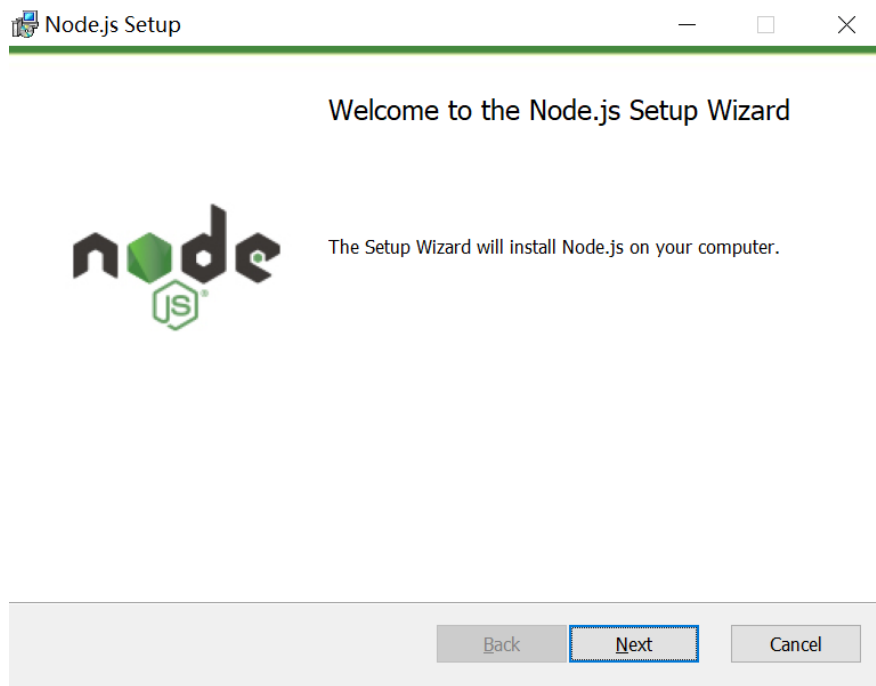 Node.js Setup
Welcome to the Node.js Setup Wizard
node
JS®
The Setup Wizard will install Node.js on your computer.
Back
Next
Cancel